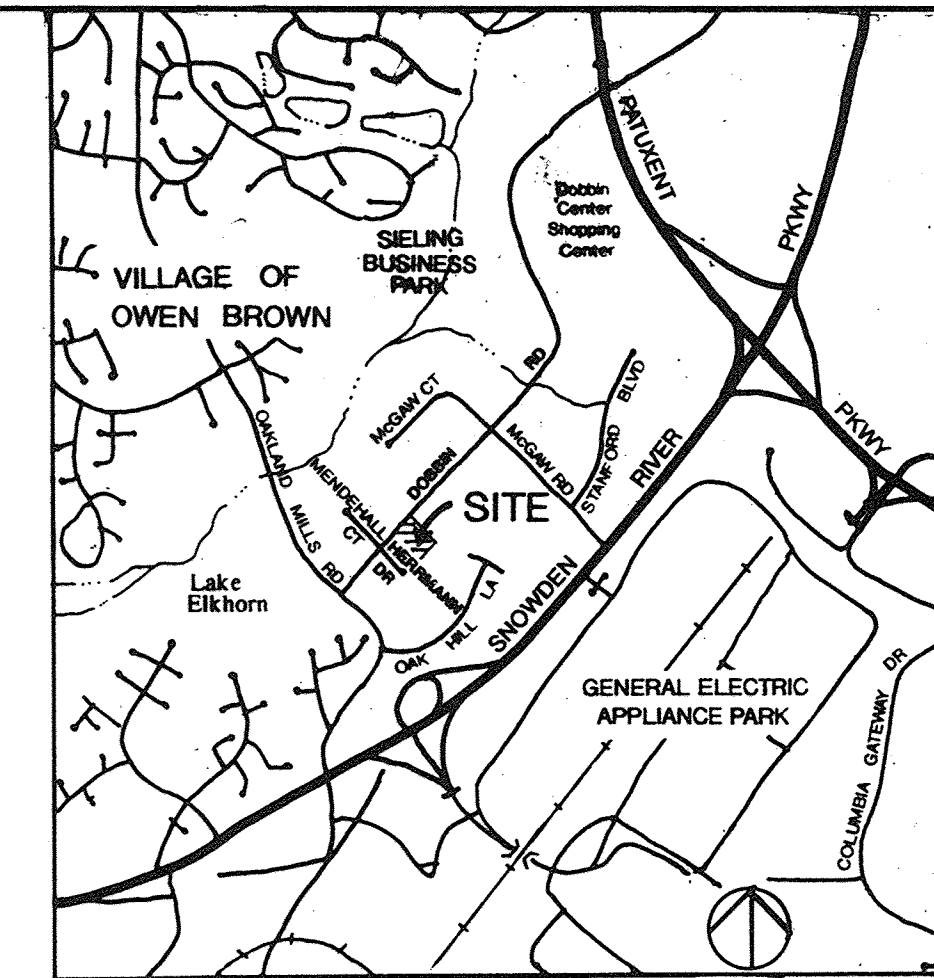 PATUXENT
PKWY
Dobbin
Center
Shopping
Center
SIELING
BUSINESS
PARK
VILLAGE OF
OWEN BROWN
RD
BLVD
McGAW CT
PKWY
OAKLAND
McGAW RD
STANFORD
RIVER
MENDEHALL
DOBBIN
SITE
MILLS RD
CT
HERRMANN
DR
Lake
Elkhorn
LA
SNOWDEN
OAK HILL
GENERAL ELECTRIC
APPLIANCE PARK
DR
COLUMBIA GATEWAY